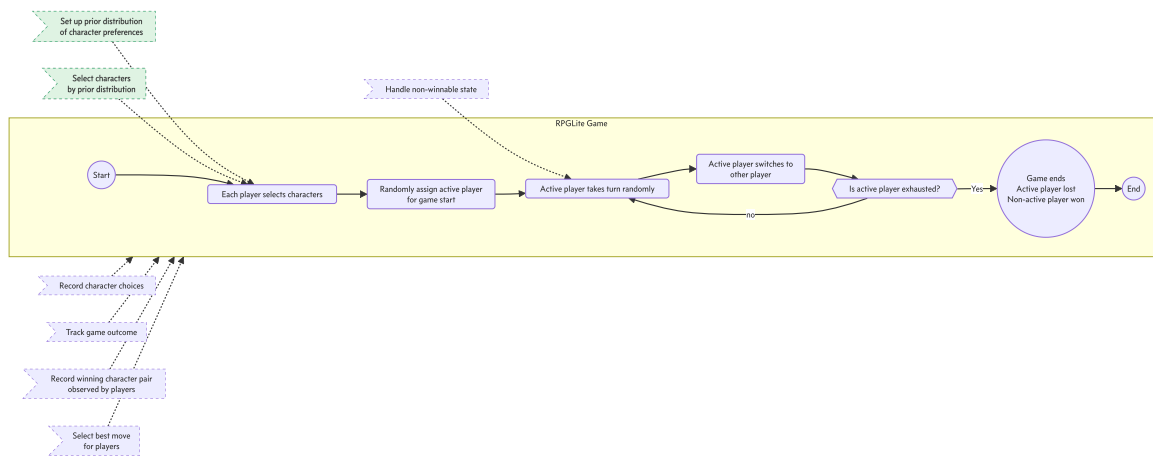 Set up prior distribution
of character preferences
Select characters
by prior distribution
Handle non-winnable state
RPGLite Game
Start
Each player selects characters
Randomly assign active player
for game start
Active player takes turn randomly
Active player switches to
other player
Is active player exhausted?
no
Yes
Game ends
Active player lost
Non-active player won
End
Record character choices
Track game outcome
Record winning character pair
observed by players
Select best move
for players